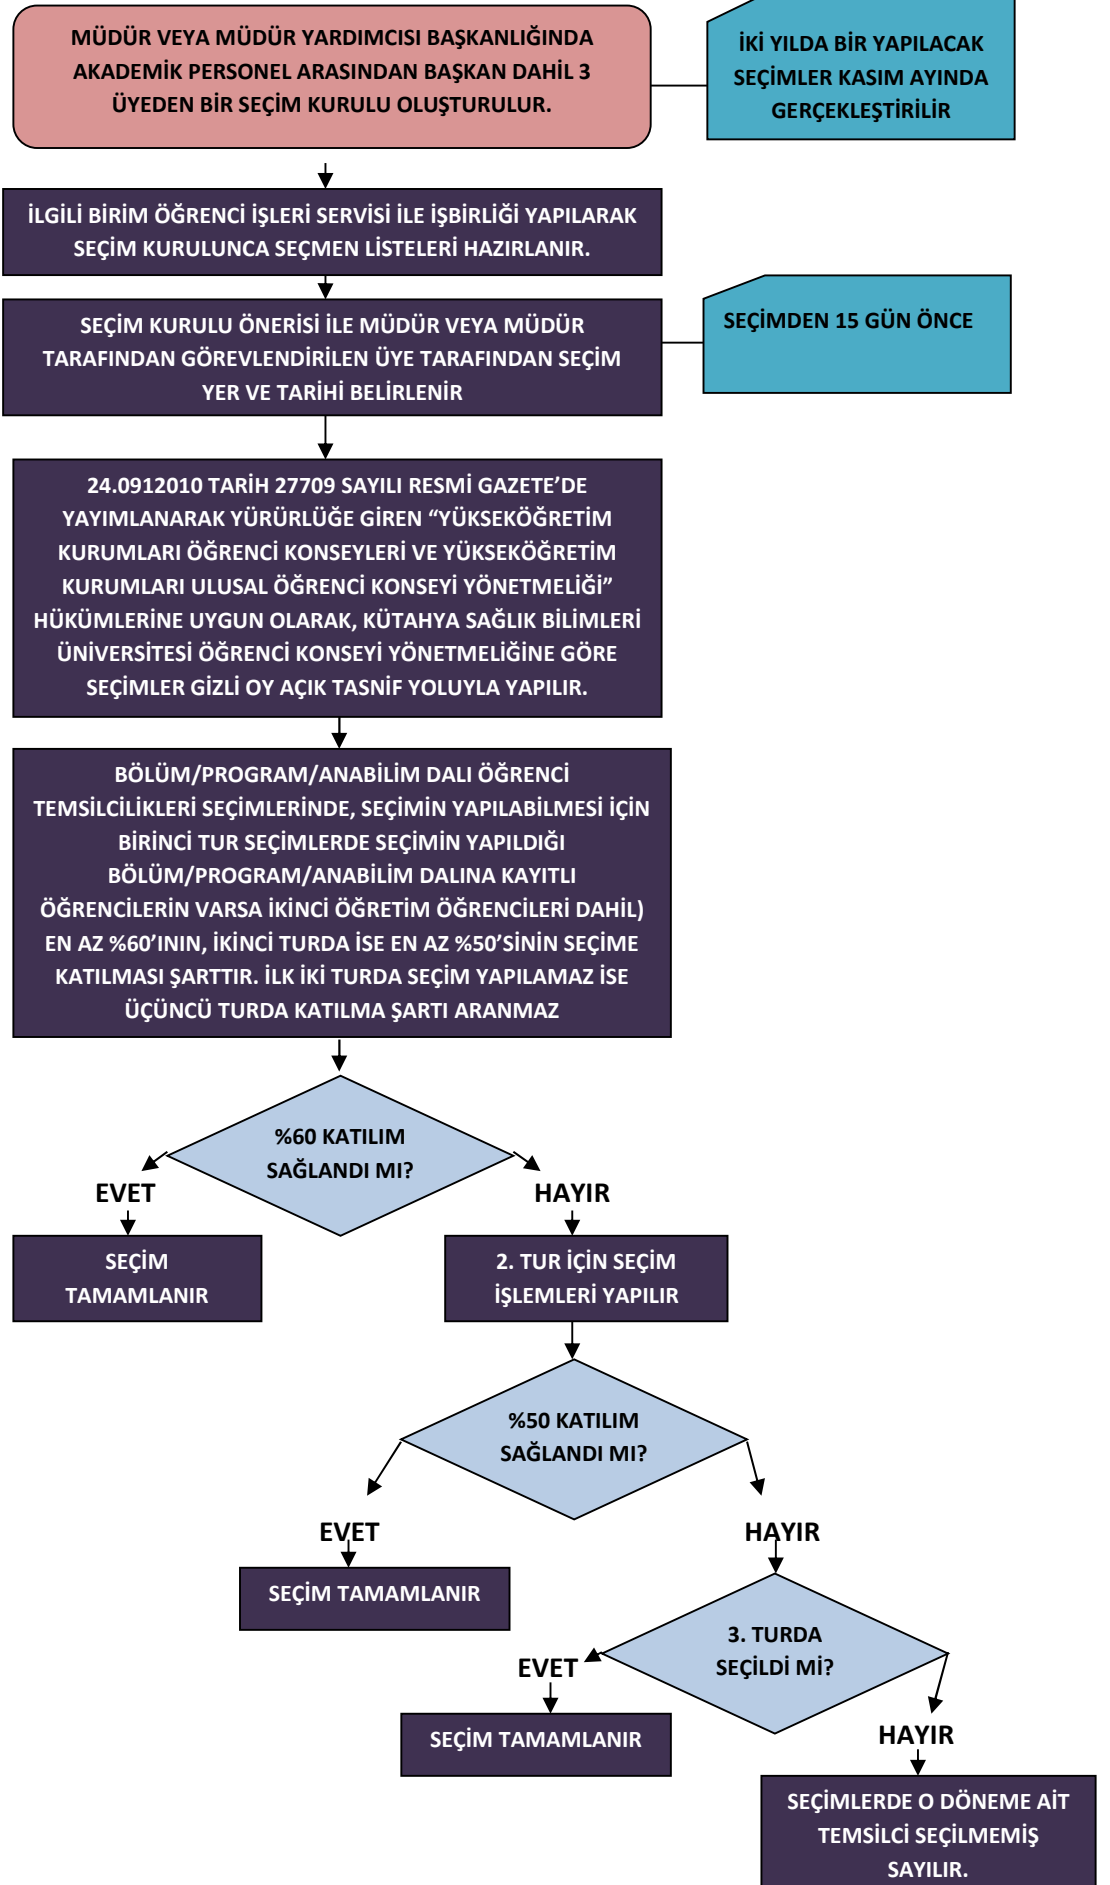 MÜDÜR VEYA MÜDÜR YARDIMCISI BAŞKANLIĞINDA
AKADEMİK PERSONEL ARASINDAN BAŞKAN DAHİL 3
ÜYEDEN BİR SEÇİM KURULU OLUŞTURULUR.
İKİ YILDA BİR YAPILACAK
SEÇİMLER KASIM AYINDA
GERÇEKLEŞTİRİLİR
İLGİLİ BİRİM ÖĞRENCİ İŞLERİ SERVİSİ İLE İŞBİRLİĞİ YAPILARAK
SEÇİM KURULUNCA SEÇMEN LİSTELERİ HAZIRLANIR.
SEÇİM KURULU ÖNERİSİ İLE MÜDÜR VEYA MÜDÜR
TARAFINDAN GÖREVLENDİRİLEN ÜYE TARAFINDAN SEÇİM
YER VE TARİHİ BELİRLENİR
SEÇİMDEN 15 GÜN ÖNCE
24.0912010 TARİH 27709 SAYILI RESMİ GAZETE’DE
YAYIMLANARAK YÜRÜRLÜĞE GİREN “YÜKSEKÖĞRETİM
KURUMLARI ÖĞRENCİ KONSEYLERİ VE YÜKSEKÖĞRETİM
KURUMLARI ULUSAL ÖĞRENCİ KONSEYİ YÖNETMELİĞİ”
HÜKÜMLERİNE UYGUN OLARAK, KÜTAHYA SAĞLIK BİLİMLERİ
ÜNİVERSİTESİ ÖĞRENCİ KONSEYİ YÖNETMELİĞİNE GÖRE
SEÇİMLER GİZLİ OY AÇIK TASNİF YOLUYLA YAPILIR.
BÖLÜM/PROGRAM/ANABİLİM DALI ÖĞRENCİ
TEMSİLCİLİKLERİ SEÇİMLERİNDE, SEÇİMİN YAPILABİLMESİ İÇİN
BİRİNCİ TUR SEÇİMLERDE SEÇİMİN YAPILDIĞI
BÖLÜM/PROGRAM/ANABİLİM DALINA KAYITLI
ÖĞRENCİLERİN VARSA İKİNCİ ÖĞRETİM ÖĞRENCİLERİ DAHİL)
EN AZ %60’ININ, İKİNCİ TURDA İSE EN AZ %50’SİNİN SEÇİME
KATILMASI ŞARTTIR. İLK İKİ TURDA SEÇİM YAPILAMAZ İSE
ÜÇÜNCÜ TURDA KATILMA ŞARTI ARANMAZ
%60 KATILIM
SAĞLANDI MI?
EVET
HAYIR
SEÇİM
TAMAMLANIR
2. TUR İÇİN SEÇİM
İŞLEMLERİ YAPILIR
%50 KATILIM
SAĞLANDI MI?
EVET
HAYIR
SEÇİM TAMAMLANIR
3. TURDA
SEÇİLDİ Mİ?
EVET
HAYIR
SEÇİM TAMAMLANIR
SEÇİMLERDE O DÖNEME AİT
TEMSİLCİ SEÇİLMEMİŞ
SAYILIR.